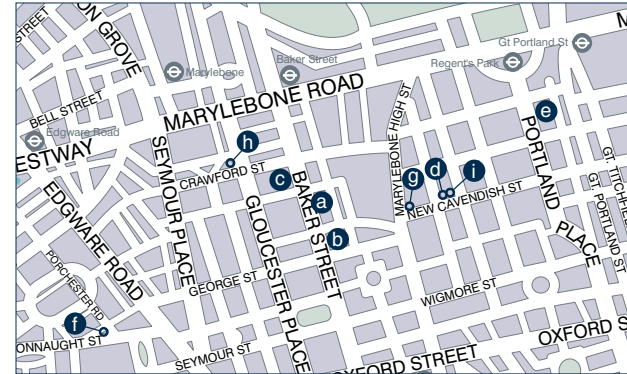 STREET
ON GROVE
Marylebone
Baker Street
Gt Portland St
Regent's Park
BELL STREET
MARYLEBONE ROAD
Edgware Road
ESTWAY
h
CRAWFORD ST
SEYMOUR PLACE
MARYLEBONE HIGH ST
e
PORTLAND
PLACE
c
a
b
g
d
i
NEW CAVENDISH ST
GT. TITCHFIEL
GT. PORTLAND ST
EDGWARE ROAD
BAKER STREET
GLOUCESTER PLACE
GEORGE ST
PORCHESTER RD
WIGMORE ST
f
ONNAUGHT ST
SEYMOUR ST
OXFORD STREET
OXFORD S